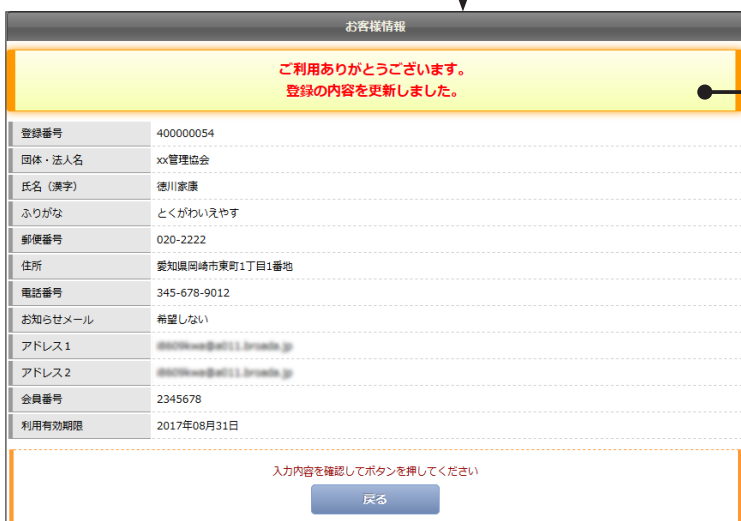 お客様情報
ご利用ありがとうございます。
登録の内容を更新しました。
登録番号 400000054
団体・法人名 xx管理協会
氏名（漢字） 徳川家康
ふりがな とくがわいえやす
郵便番号 020-2222
住所 愛知県岡崎市東町1丁目1番地
電話番号 345-678-9012
お知らせメール 希望しない
アドレス1
アドレス2
会員番号 2345678
利用有効期限 2017年08月31日
入力内容を確認してボタンを押してください
戻る